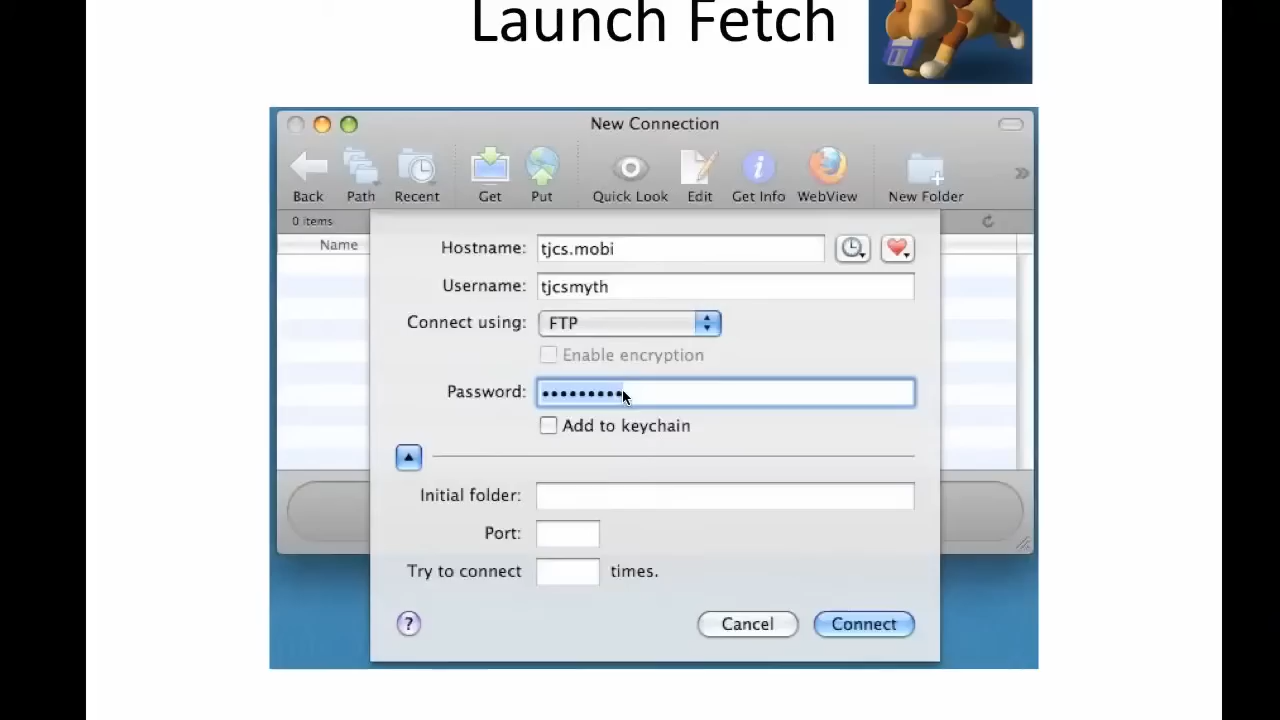 Launch Fetch
New Connection
Back Path Recent Get Put Quick Look Edit Get Info WebView New Folder »
0 items
Name
Hostname: tjcs.mobi
Username: tjcsmyth
Connect using: FTP
Enable encryption
Password: •••••••••
Add to keychain
Initial folder:
Port:
Try to connect times.
? Cancel Connect